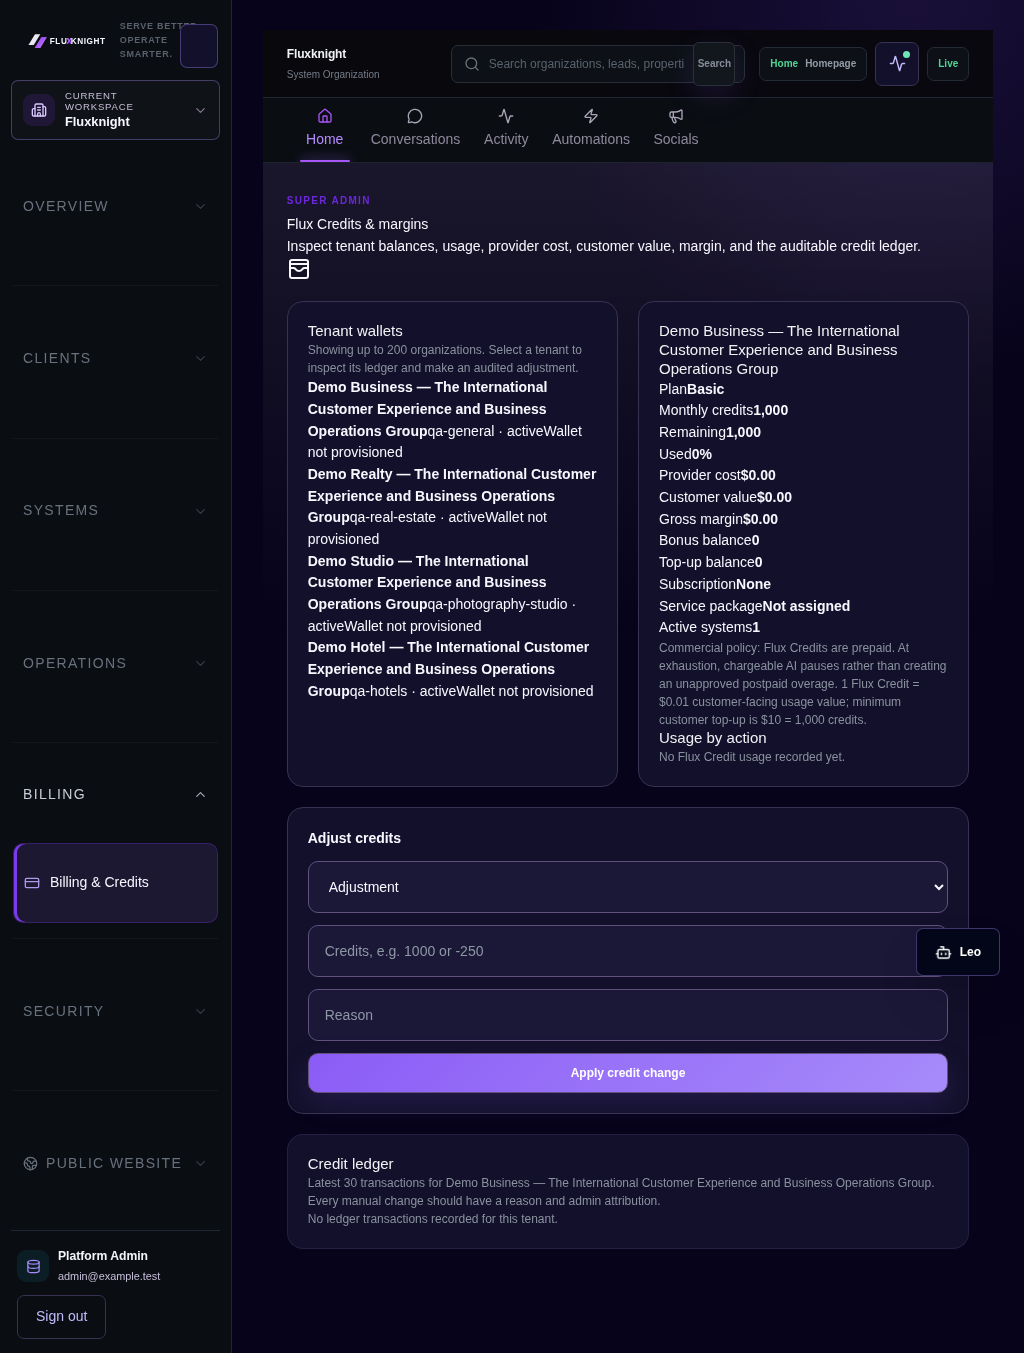 FLUXKNIGHT
SERVE BETTER
OPERATE
SMARTER.
CURRENT
WORKSPACE
Fluxknight
OVERVIEW
CLIENTS
SYSTEMS
OPERATIONS
BILLING
Billing & Credits
SECURITY
PUBLIC WEBSITE
Platform Admin
admin@example.test
Sign out
Fluxknight
System Organization
Search organizations, leads, properti
Search
Home Homepage
Live
Home
Conversations
Activity
Automations
Socials
SUPER ADMIN
Flux Credits & margins
Inspect tenant balances, usage, provider cost, customer value, margin, and the auditable credit ledger.
Tenant wallets
Showing up to 200 organizations. Select a tenant to
inspect its ledger and make an audited adjustment.
Demo Business — The International
Customer Experience and Business
Operations Groupqa-general · activeWallet
not provisioned
Demo Realty — The International Customer
Experience and Business Operations
Groupqa-real-estate · activeWallet not
provisioned
Demo Studio — The International
Customer Experience and Business
Operations Groupqa-photography-studio ·
activeWallet not provisioned
Demo Hotel — The International Customer
Experience and Business Operations
Groupqa-hotels · activeWallet not provisioned
Demo Business — The International
Customer Experience and Business
Operations Group
PlanBasic
Monthly credits1,000
Remaining1,000
Used0%
Provider cost$0.00
Customer value$0.00
Gross margin$0.00
Bonus balance0
Top-up balance0
SubscriptionNone
Service packageNot assigned
Active systems1
Commercial policy: Flux Credits are prepaid. At
exhaustion, chargeable AI pauses rather than creating
an unapproved postpaid overage. 1 Flux Credit =
$0.01 customer-facing usage value; minimum
customer top-up is $10 = 1,000 credits.
Usage by action
No Flux Credit usage recorded yet.
Adjust credits
Adjustment
Credits, e.g. 1000 or -250
Reason
Apply credit change
Leo
Credit ledger
Latest 30 transactions for Demo Business — The International Customer Experience and Business Operations Group.
Every manual change should have a reason and admin attribution.
No ledger transactions recorded for this tenant.